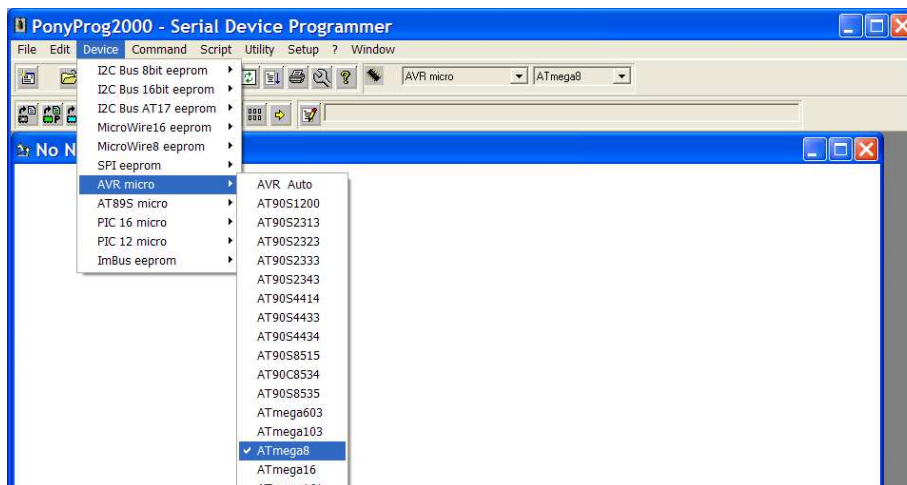 PonyProg2000 - Serial Device Programmer
File Edit Device Command Script Utility Setup ? Window
AVR micro ATmega8
No N
I2C Bus 8bit eeprom
I2C Bus 16bit eeprom
I2C Bus AT17 eeprom
MicroWire16 eeprom
MicroWire8 eeprom
SPI eeprom
AVR micro
AT89S micro
PIC 16 micro
PIC 12 micro
ImBus eeprom
AVR Auto
AT90S1200
AT90S2313
AT90S2323
AT90S2333
AT90S2343
AT90S4414
AT90S4433
AT90S4434
AT90S8515
AT90C8534
AT90S8535
ATmega603
ATmega103
ATmega8
ATmega16